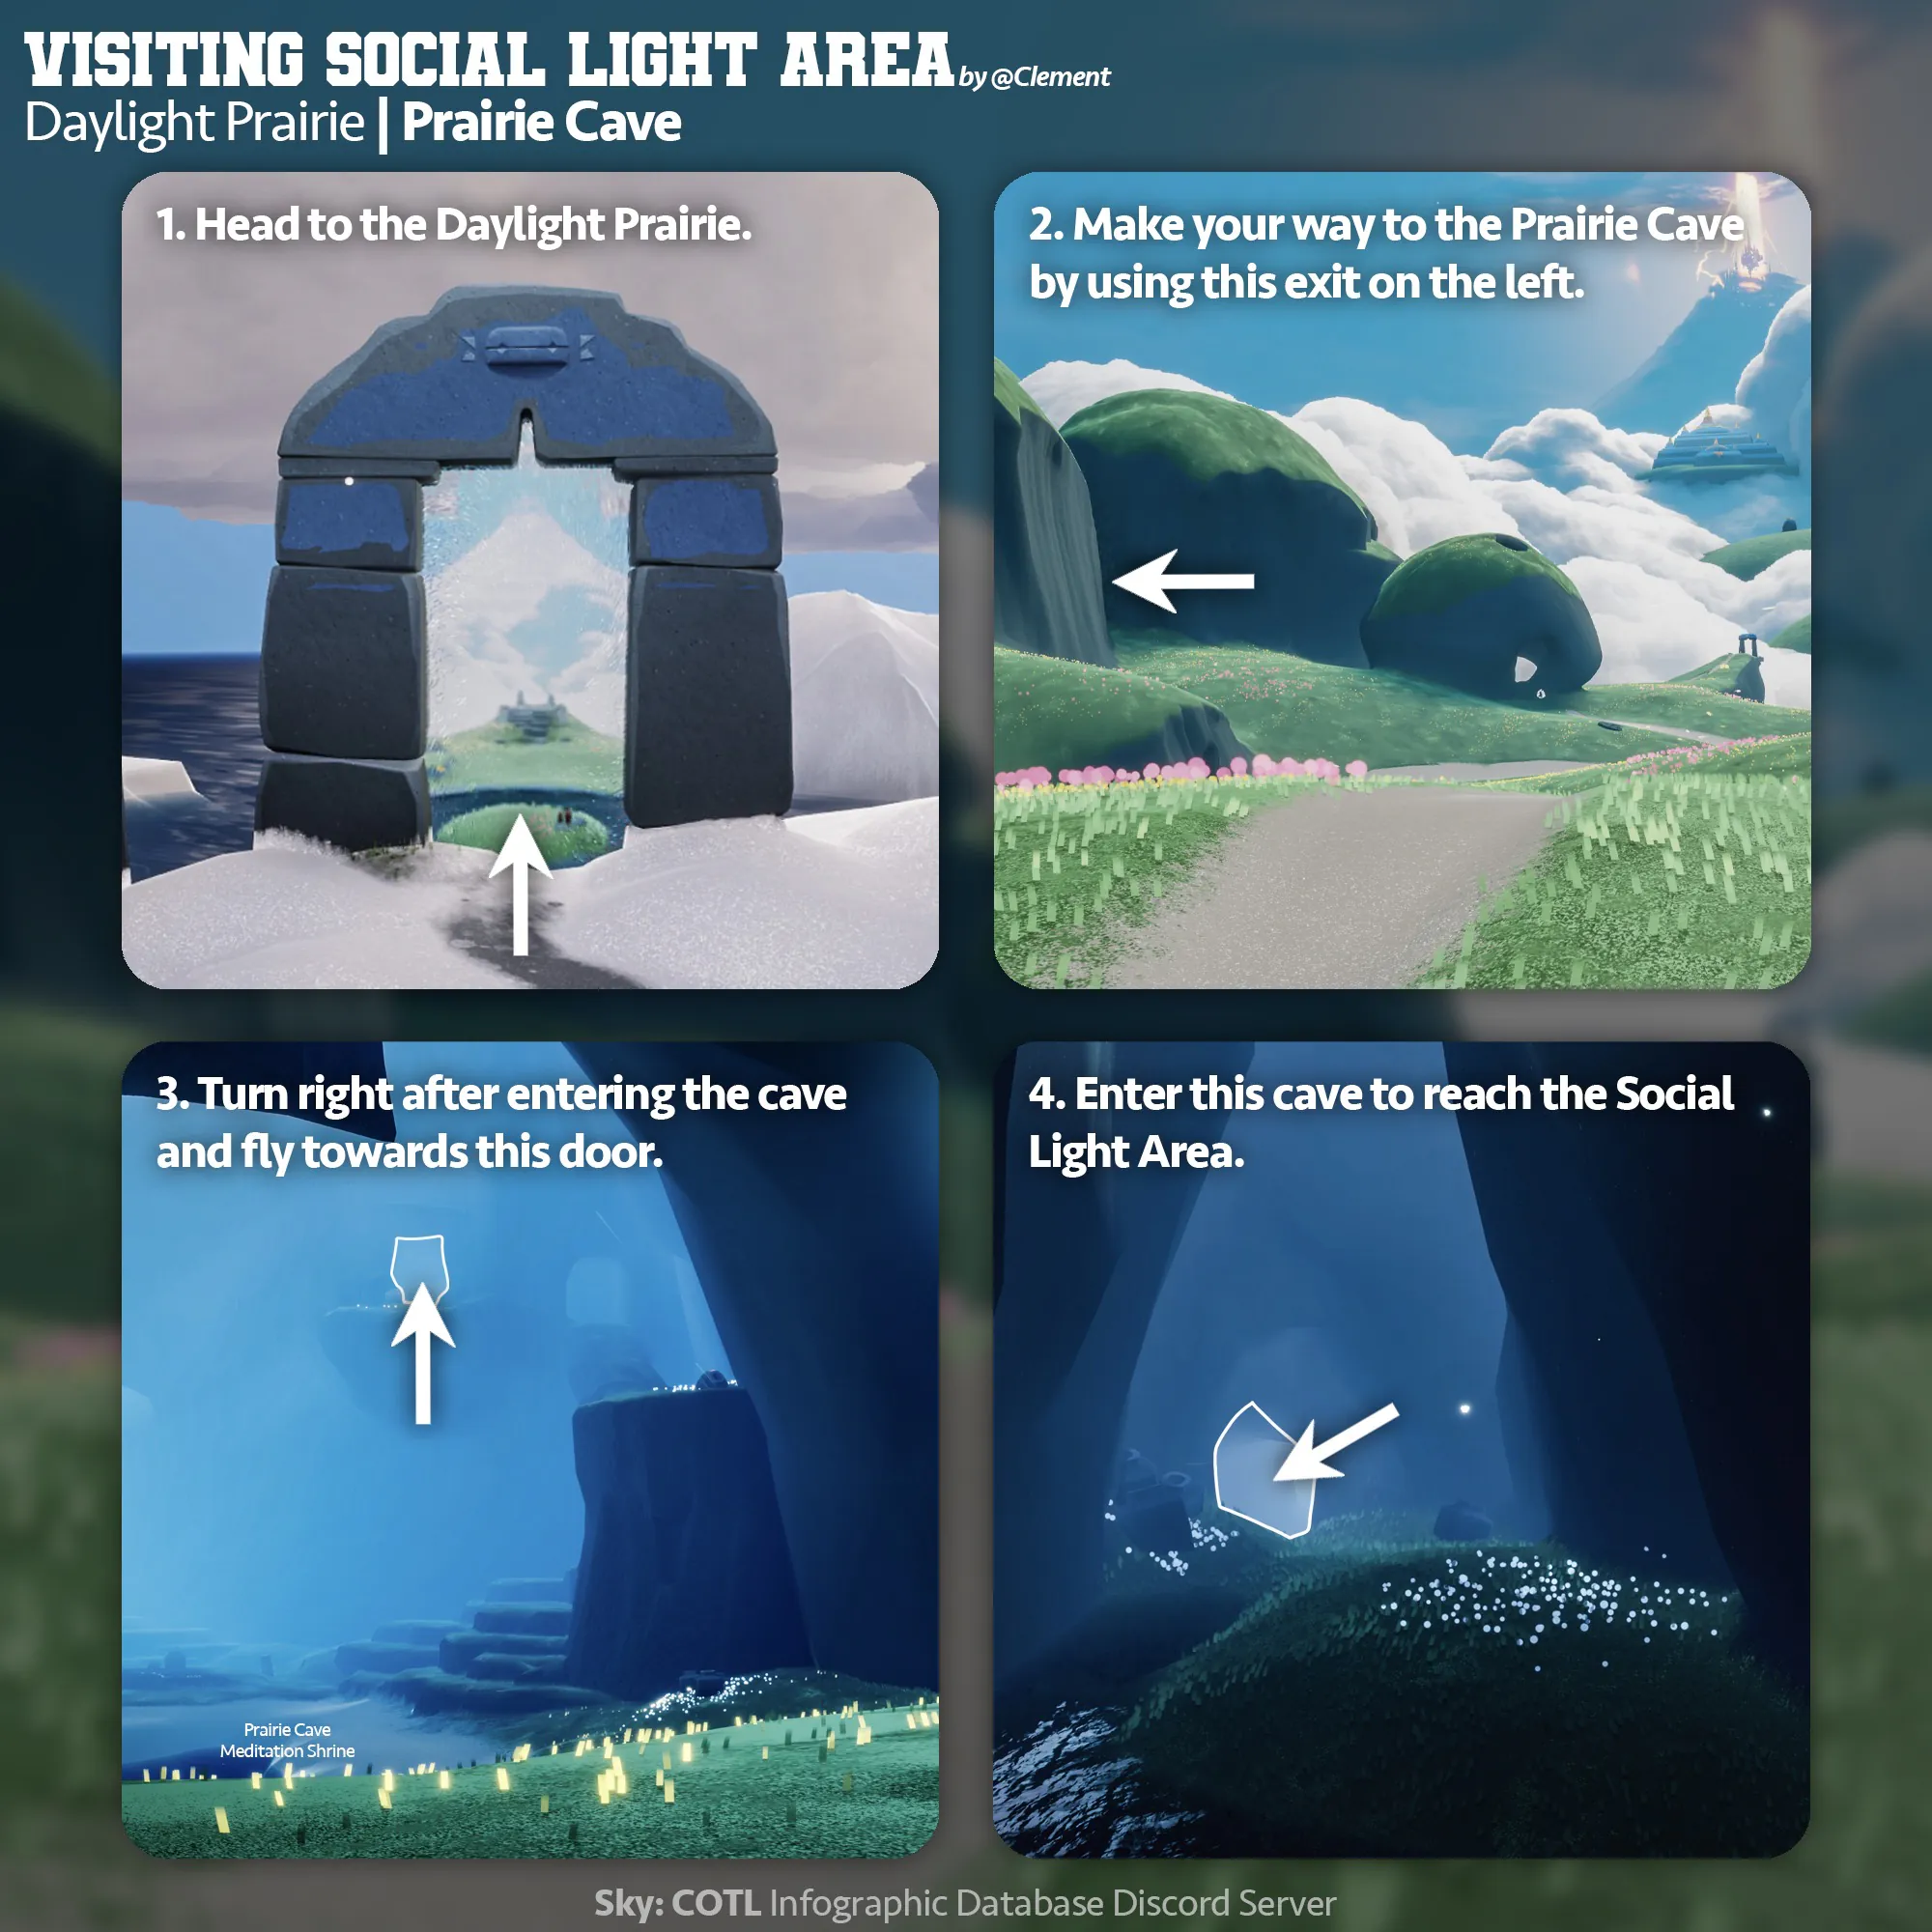 VISITING SOCIAL LIGHT AREA by @Clement
Daylight Prairie | Prairie Cave
1. Head to the Daylight Prairie.
2. Make your way to the Prairie Cave
by using this exit on the left.
3. Turn right after entering the cave
and fly towards this door.
Prairie Cave
Meditation Shrine
4. Enter this cave to reach the Social
Light Area.
Sky: COTL Infographic Database Discord Server